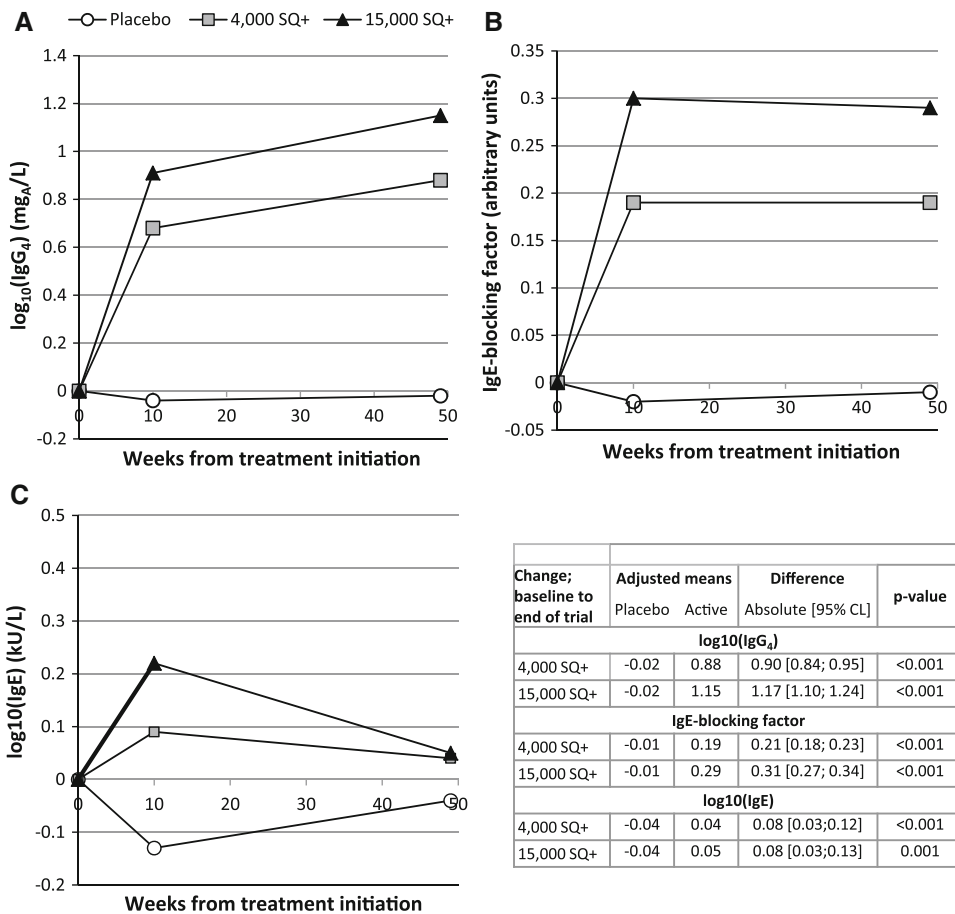 A
Placebo 4,000 SQ+ 15,000 SQ+
1.4
1.2
1
0.8
0.6
0.4
0.2
0
-0.2
0 10 20 30 40 50
log10(IgG4) (mgA/L)
Weeks from treatment initiation
B
0.35
0.3
0.25
0.2
0.15
0.1
0.05
0
-0.05
0 10 20 30 40 50
IgE-blocking factor (arbitrary units)
Weeks from treatment initiation
C
0.5
0.4
0.3
0.2
0.1
0
-0.1
-0.2
0 10 20 30 40 50
log10(IgE) (kU/L)
Weeks from treatment initiation
Change; baseline to end of trial
Adjusted means Difference p-value
Placebo Active Absolute [95% CL]
log10(IgG4)
4,000 SQ+ -0.02 0.88 0.90 [0.84; 0.95] <0.001
15,000 SQ+ -0.02 1.15 1.17 [1.10; 1.24] <0.001
IgE-blocking factor
4,000 SQ+ -0.01 0.19 0.21 [0.18; 0.23] <0.001
15,000 SQ+ -0.01 0.29 0.31 [0.27; 0.34] <0.001
log10(IgE)
4,000 SQ+ -0.04 0.04 0.08 [0.03;0.12] <0.001
15,000 SQ+ -0.04 0.05 0.08 [0.03;0.13] 0.001